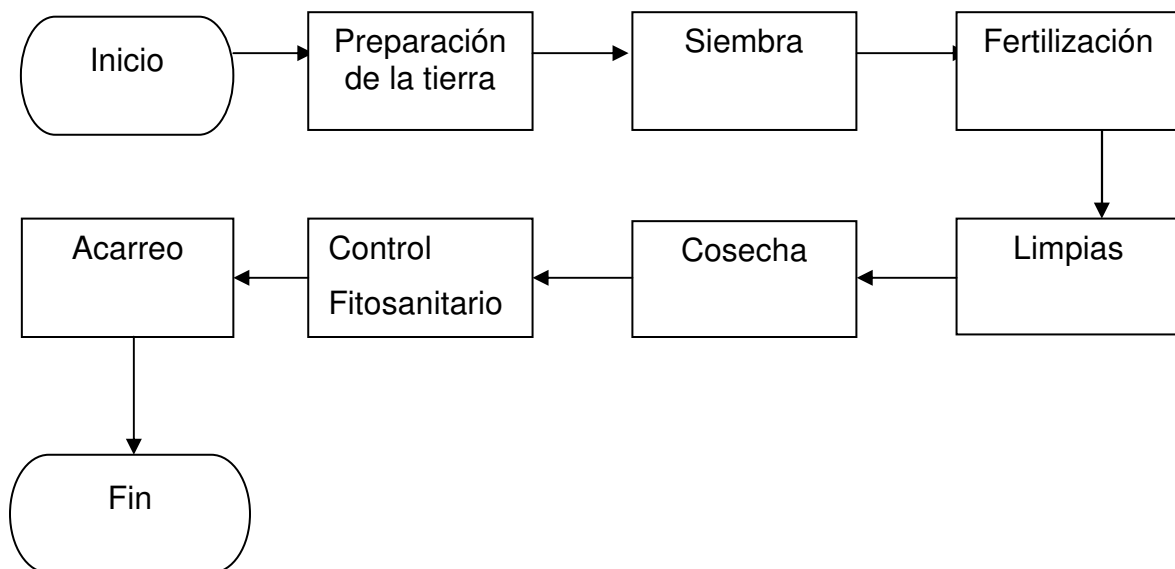 Inicio
Preparación
de la tierra
Siembra
Fertilización
Limpias
Cosecha
Control
Fitosanitario
Acarreo
Fin